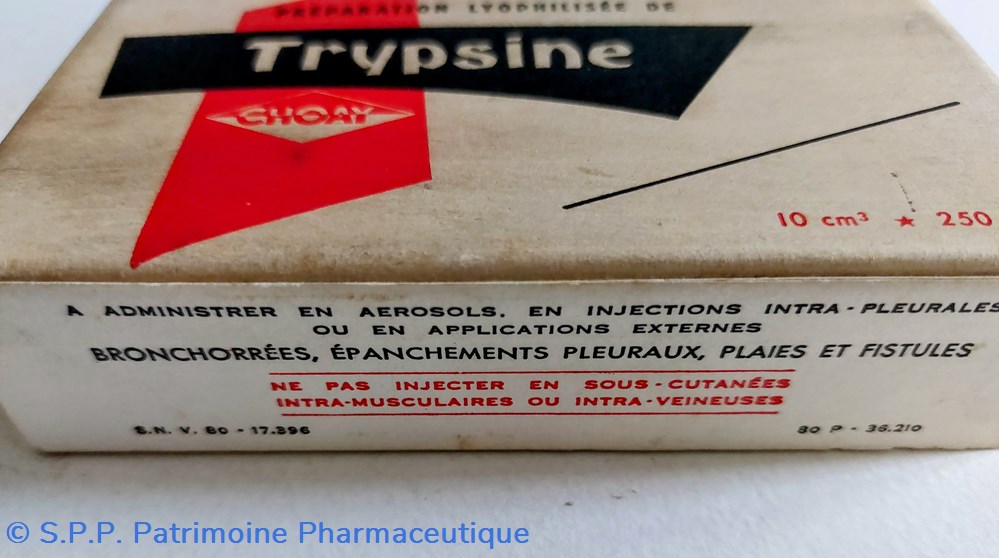 PRÉPARATION LYOPHILISÉE DE
Trypsine
CHOAY
10 cm³ ★ 250
A ADMINISTRER EN AEROSOLS, EN INJECTIONS INTRA-PLEURALES
OU EN APPLICATIONS EXTERNES
BRONCHORRÉES, ÉPANCHEMENTS PLEURAUX, PLAIES ET FISTULES
NE PAS INJECTER EN SOUS-CUTANÉES
INTRA-MUSCULAIRES OU INTRA-VEINEUSES
S.N. V. 80 - 17.396
80 P - 36.210
© S.P.P. Patrimoine Pharmaceutique